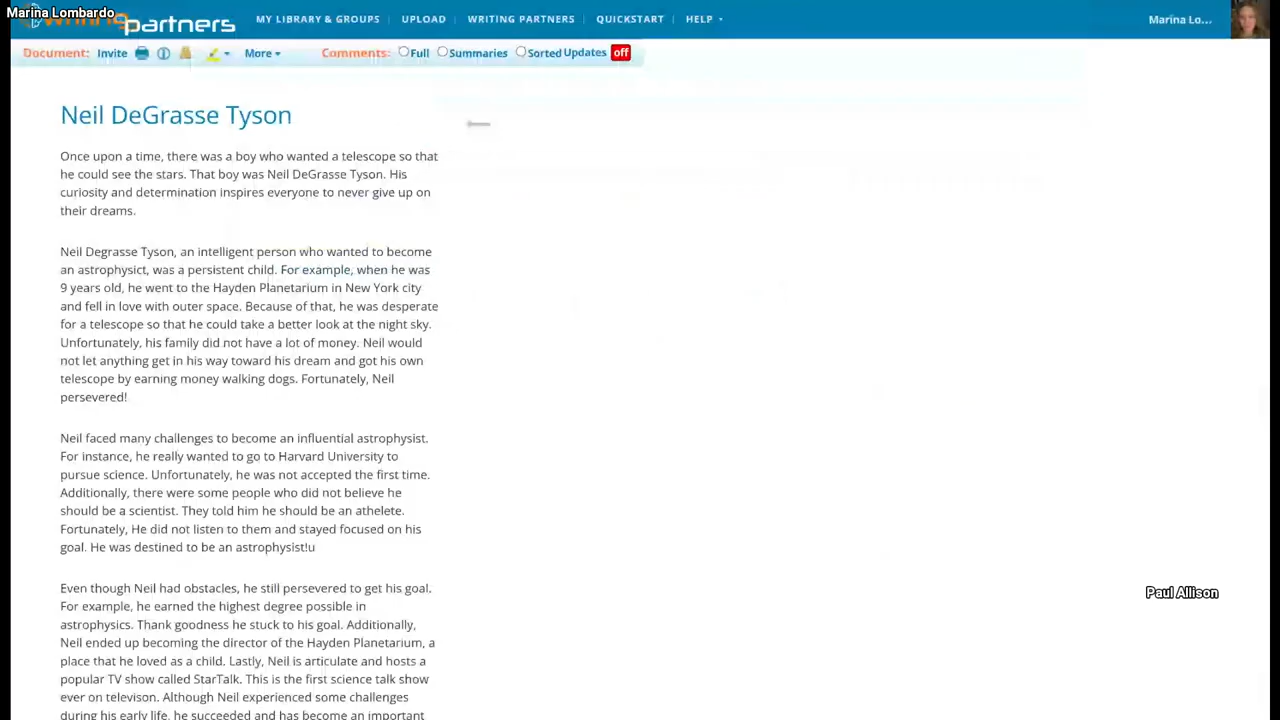 Marina Lombardo
writing partners
MY LIBRARY & GROUPS UPLOAD WRITING PARTNERS QUICKSTART HELP
Marina Lo...
Document: Invite More Comments: Full Summaries Sorted Updates off
Neil DeGrasse Tyson
Once upon a time, there was a boy who wanted a telescope so that
he could see the stars. That boy was Neil DeGrasse Tyson. His
curiosity and determination inspires everyone to never give up on
their dreams.
Neil Degrasse Tyson, an intelligent person who wanted to become
an astrophysict, was a persistent child. For example, when he was
9 years old, he went to the Hayden Planetarium in New York city
and fell in love with outer space. Because of that, he was desperate
for a telescope so that he could take a better look at the night sky.
Unfortunately, his family did not have a lot of money. Neil would
not let anything get in his way toward his dream and got his own
telescope by earning money walking dogs. Fortunately, Neil
persevered!
Neil faced many challenges to become an influential astrophysist.
For instance, he really wanted to go to Harvard University to
pursue science. Unfortunately, he was not accepted the first time.
Additionally, there were some people who did not believe he
should be a scientist. They told him he should be an athelete.
Fortunately, He did not listen to them and stayed focused on his
goal. He was destined to be an astrophysist!u
Paul Allison
Even though Neil had obstacles, he still persevered to get his goal.
For example, he earned the highest degree possible in
astrophysics. Thank goodness he stuck to his goal. Additionally,
Neil ended up becoming the director of the Hayden Planetarium, a
place that he loved as a child. Lastly, Neil is articulate and hosts a
popular TV show called StarTalk. This is the first science talk show
ever on televison. Although Neil experienced some challenges
during his early life, he succeeded and has become an important